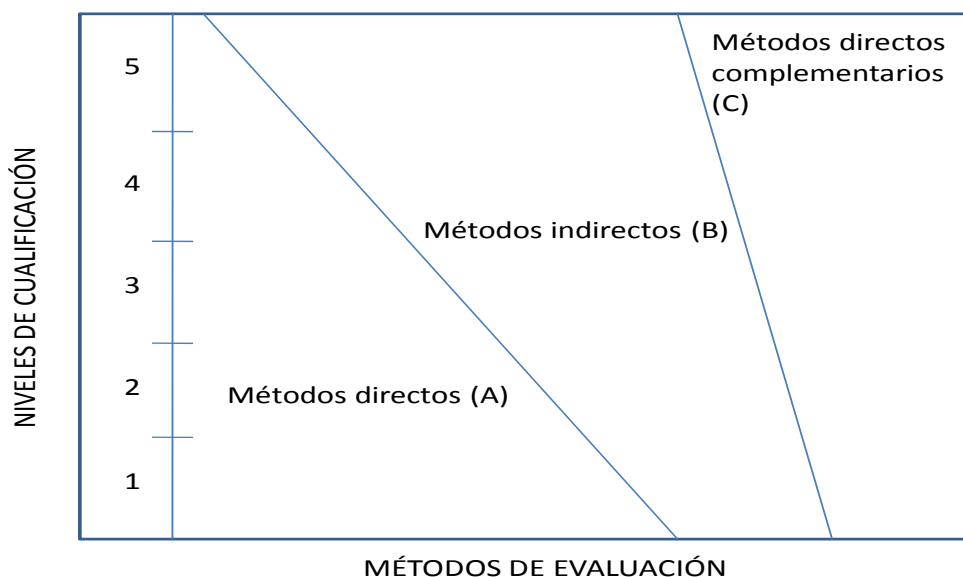 NIVELES DE CUALIFICACIÓN
5
4
3
2
1
Métodos directos
complementarios
(C)
Métodos indirectos (B)
Métodos directos (A)
MÉTODOS DE EVALUACIÓN